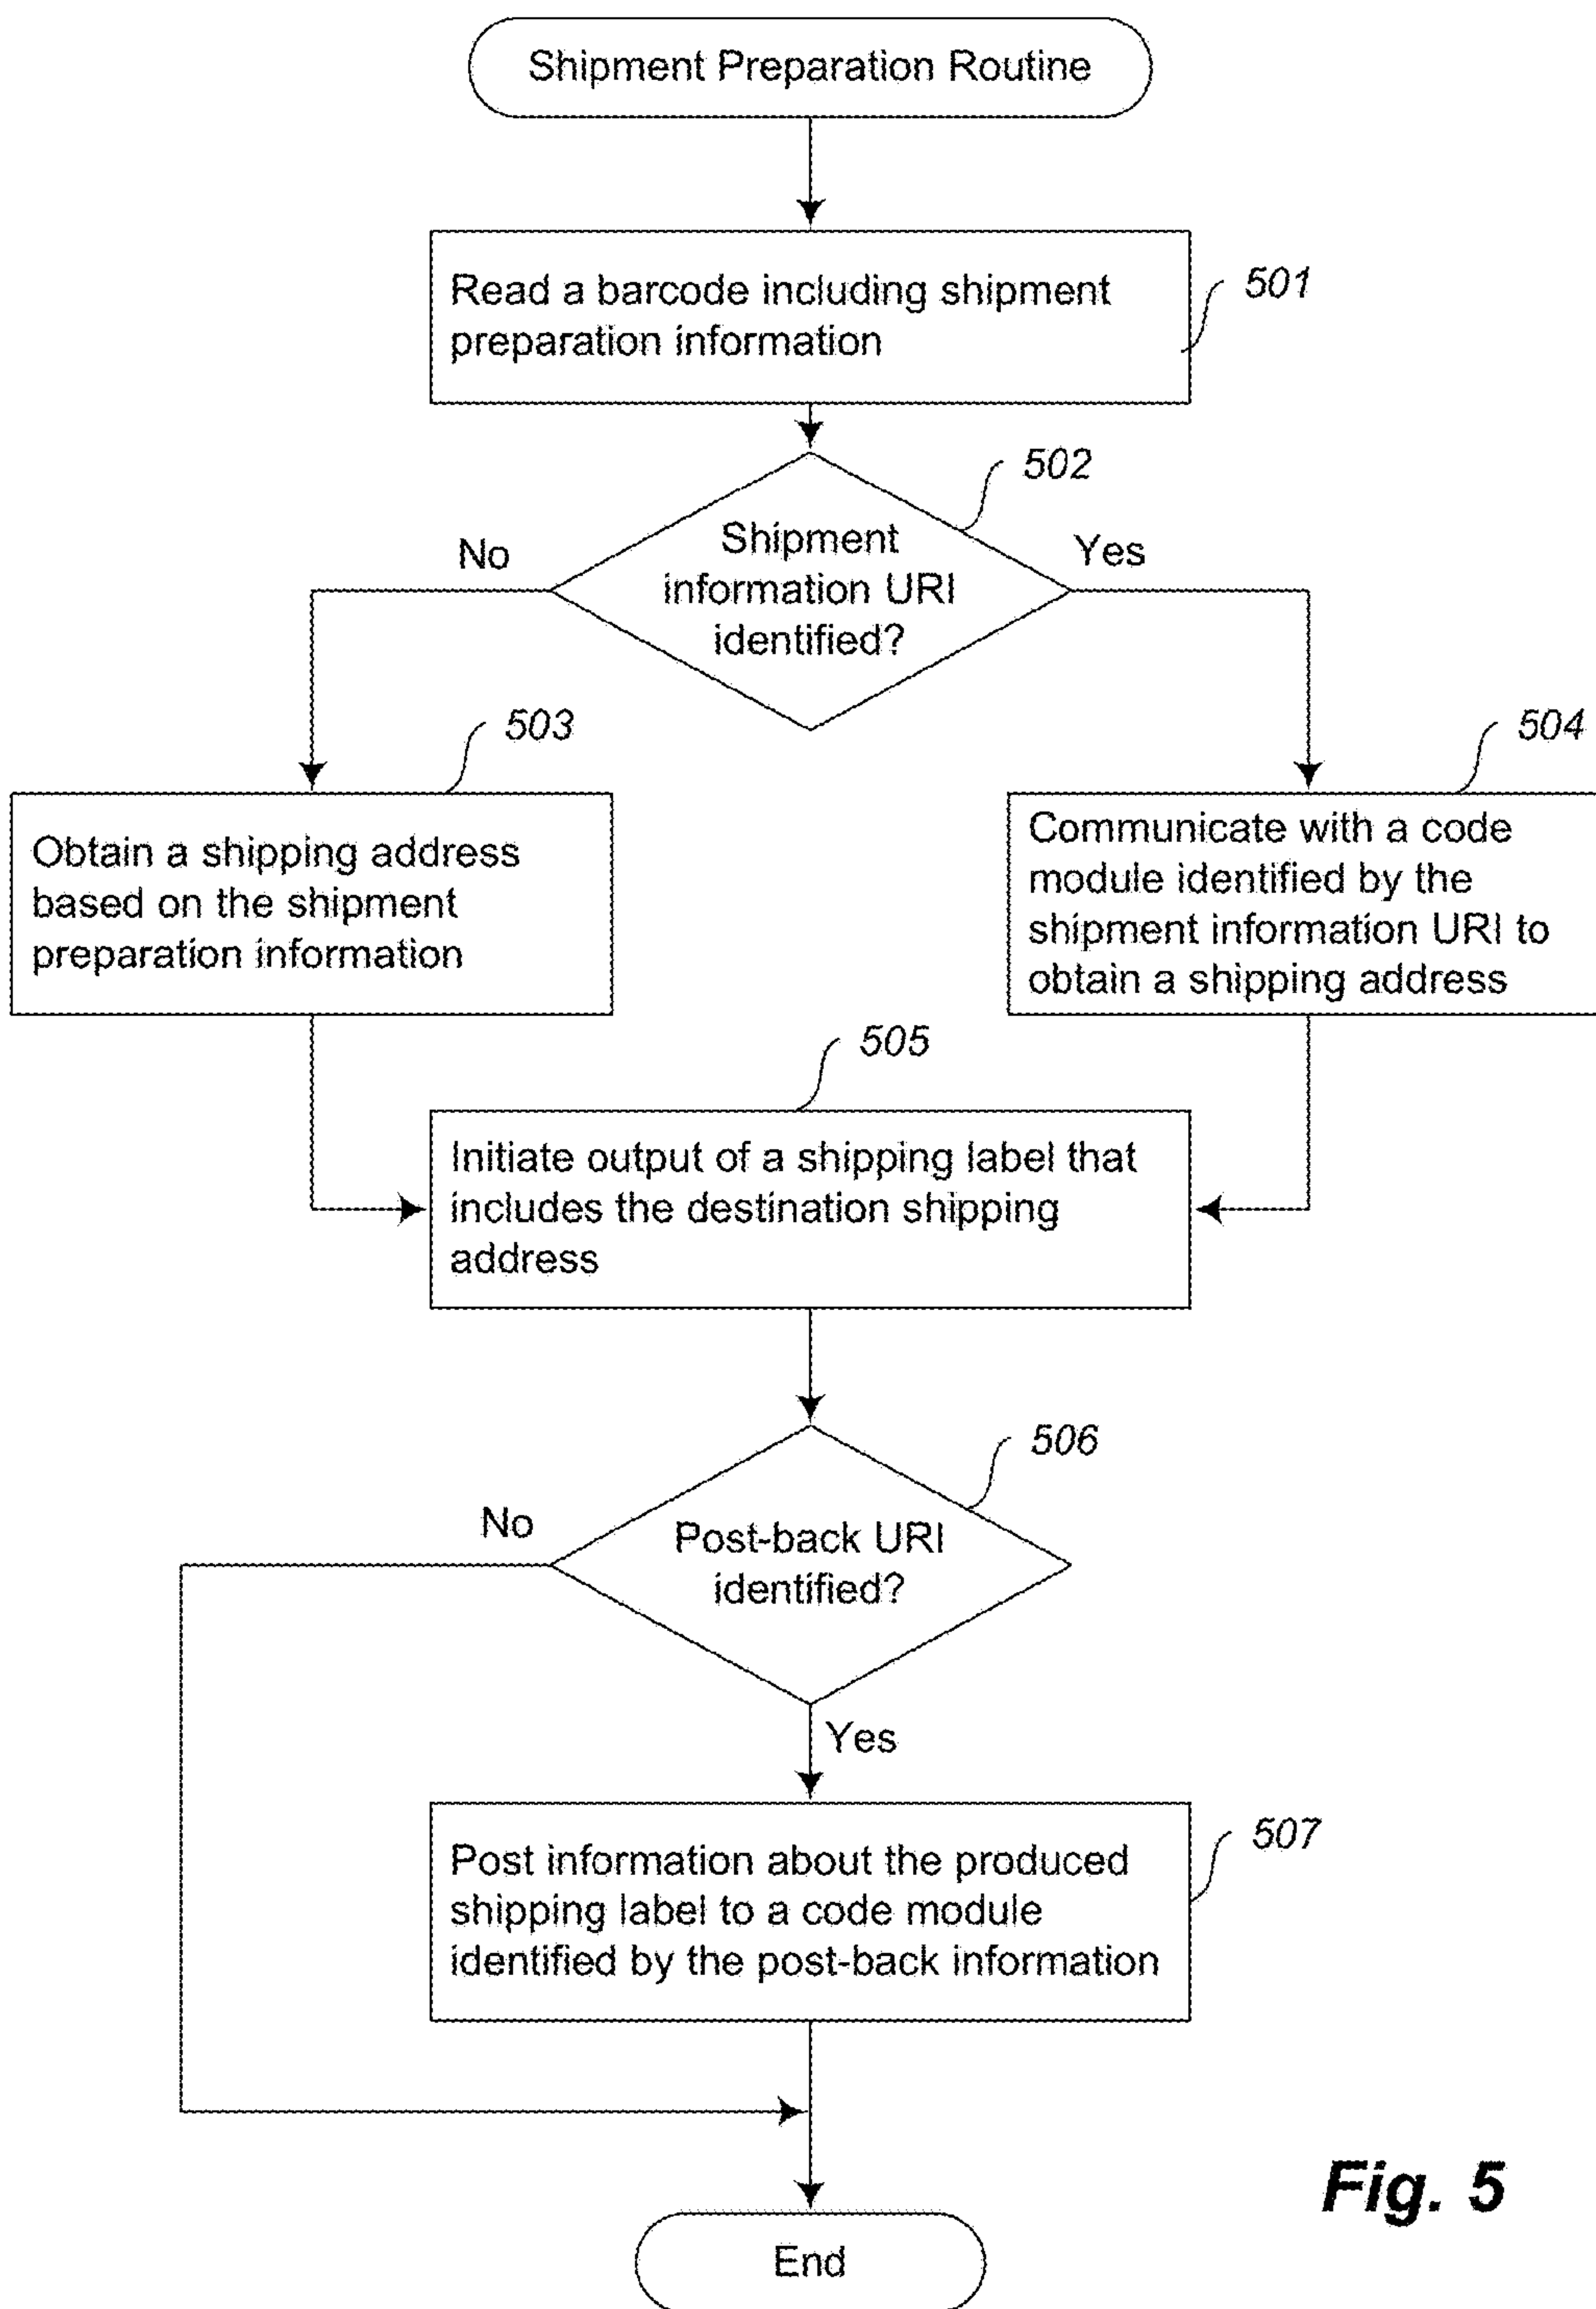 Shipment Preparation Routine
Read a barcode including shipment
preparation information
501
502
Shipment
information URI
identified?
No
Yes
503
Obtain a shipping address
based on the shipment
preparation information
504
Communicate with a code
module identified by the
shipment information URI to
obtain a shipping address
505
Initiate output of a shipping label that
includes the destination shipping
address
506
Post-back URI
identified?
No
Yes
507
Post information about the produced
shipping label to a code module
identified by the post-back information
End
Fig. 5